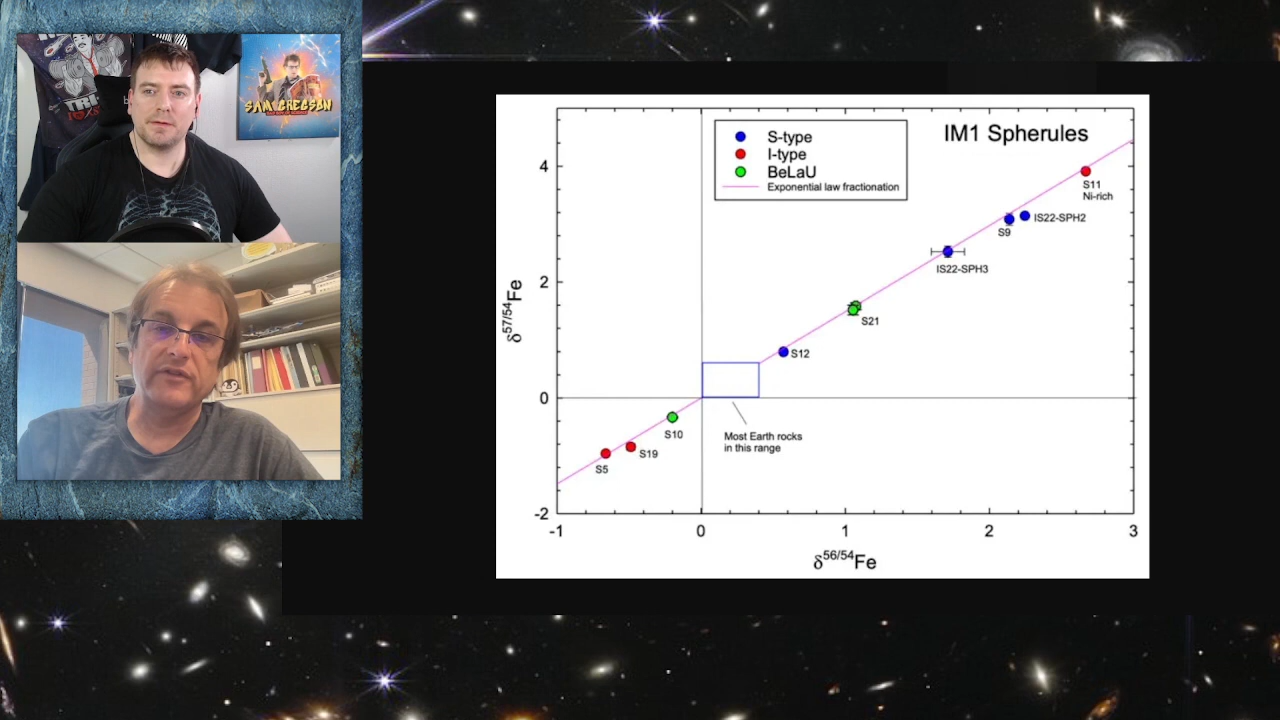 SAM GREGSON
TRI
IM1 Spherules
S-type
I-type
BeLaU
Exponential law fractionation
S11
Ni-rich
IS22-SPH2
S9
IS22-SPH3
S21
S12
Most Earth rocks
in this range
S10
S19
S5
4
2
0
-2
δ57/54Fe
-1
0
1
2
3
δ56/54Fe